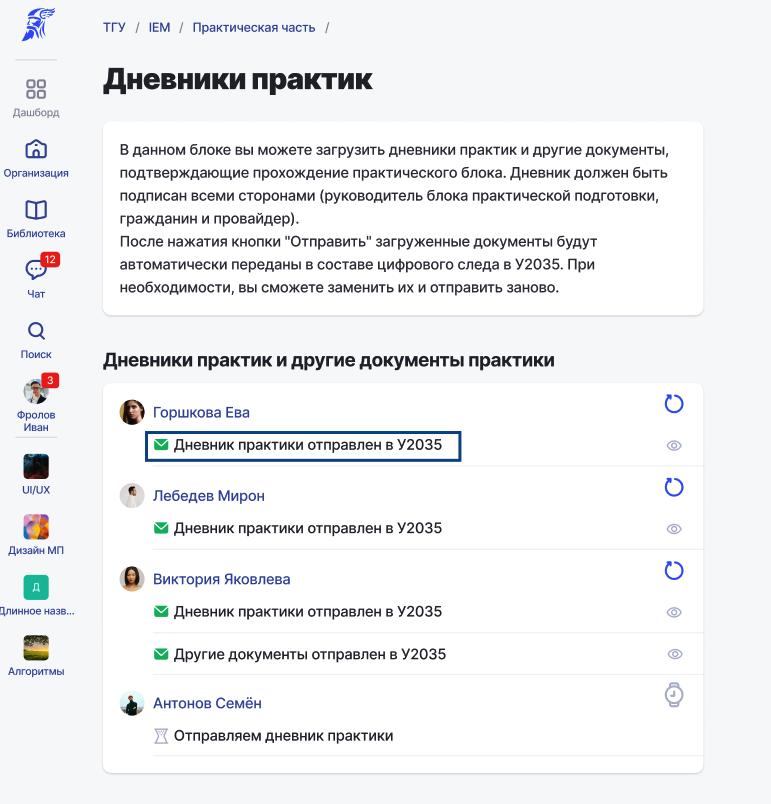 ТГУ / IEM / Практическая часть /
Дашборд
Организация
Библиотека
12
Чат
Поиск
3
Фролов
Иван
UI/UX
Дизайн МП
Д
Длинное назв...
Алгоритмы
Дневники практик
В данном блоке вы можете загрузить дневники практик и другие документы,
подтверждающие прохождение практического блока. Дневник должен быть
подписан всеми сторонами (руководитель блока практической подготовки,
гражданин и провайдер).
После нажатия кнопки "Отправить" загруженные документы будут
автоматически переданы в составе цифрового следа в У2035. При
необходимости, вы сможете заменить их и отправить заново.
Дневники практик и другие документы практики
Горшкова Ева
Дневник практики отправлен в У2035
Лебедев Мирон
Дневник практики отправлен в У2035
Виктория Яковлева
Дневник практики отправлен в У2035
Другие документы отправлен в У2035
Антонов Семён
Отправляем дневник практики